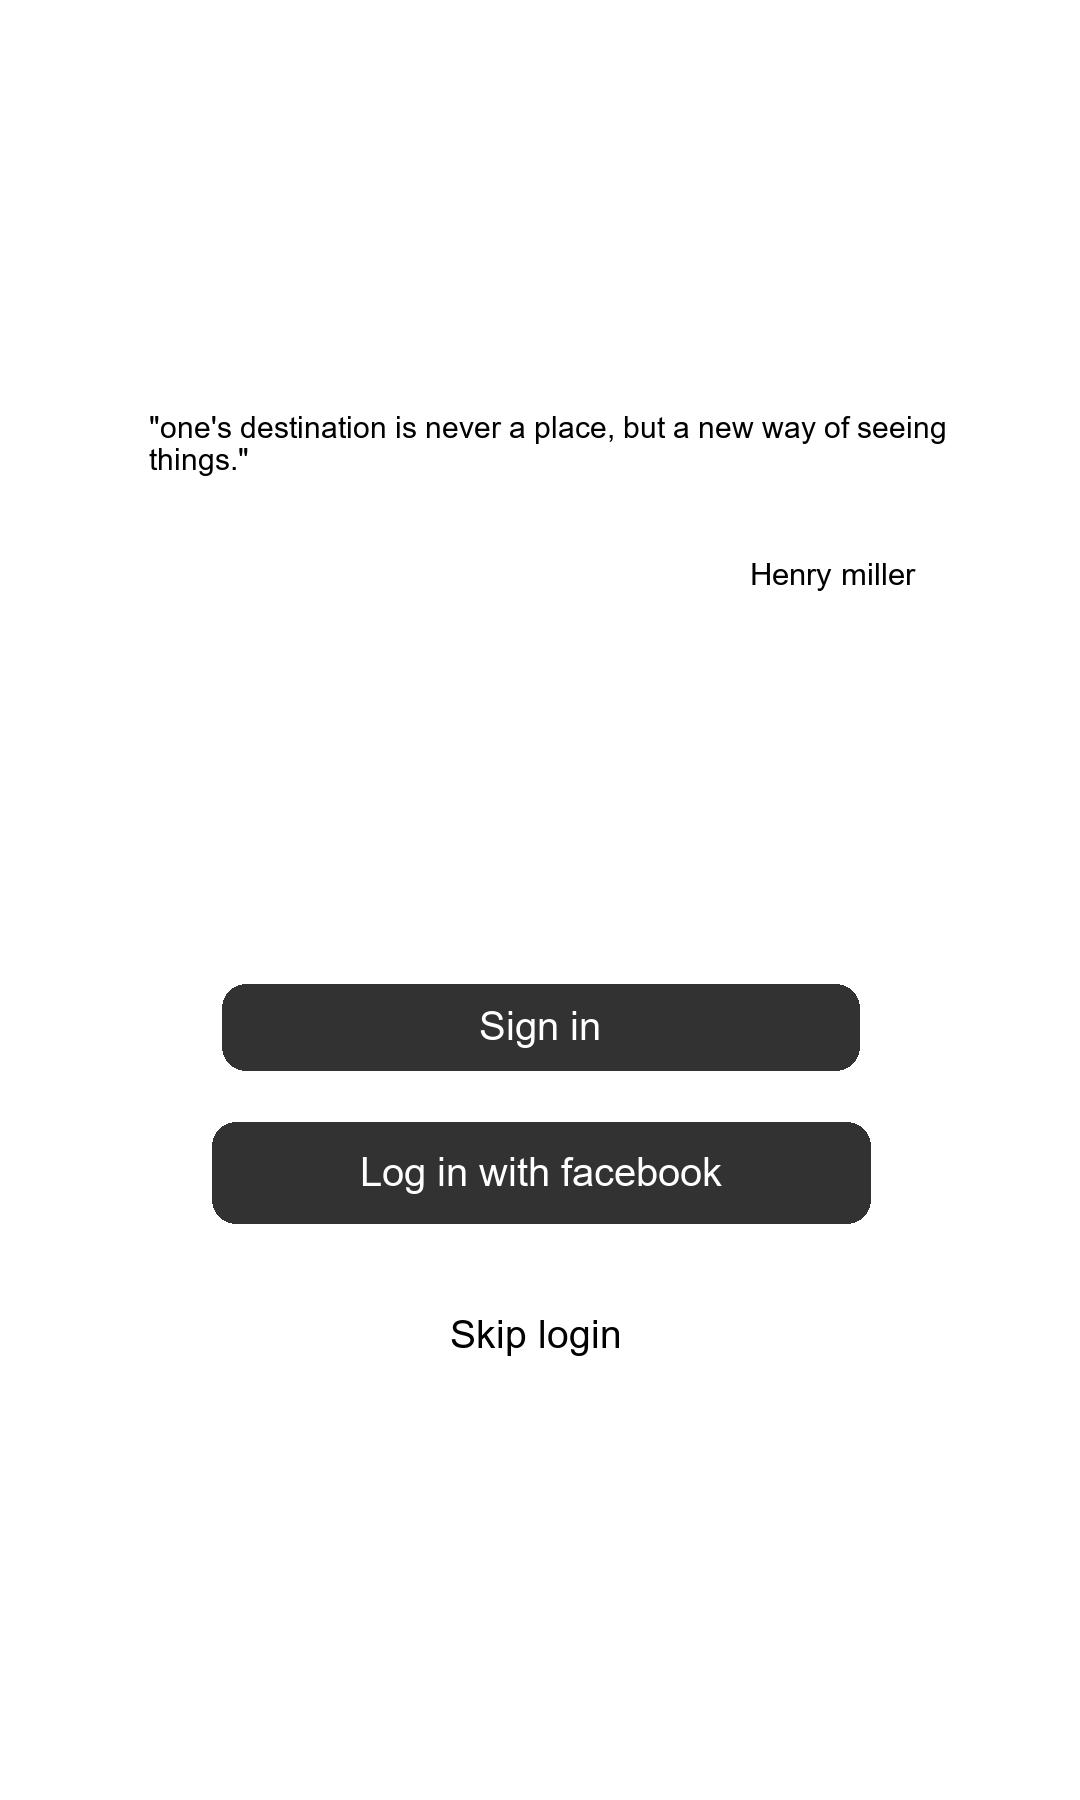 "one's destination is never a place, but a new way of seeing
things."
Henry miller
Sign in
Log in with facebook
Skip login